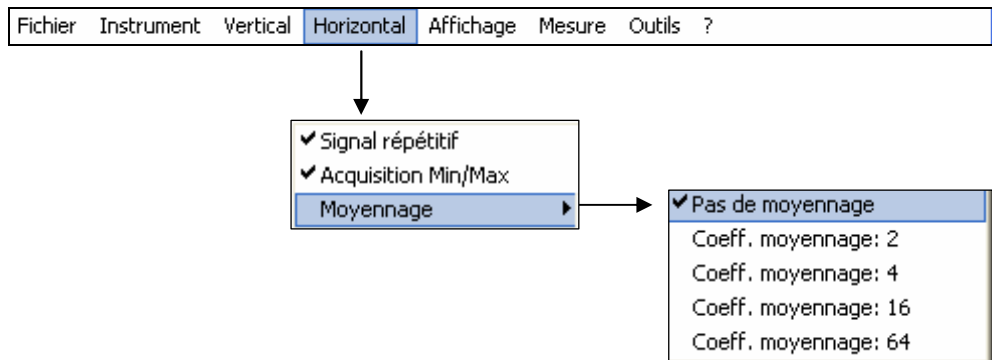 Fichier Instrument Vertical Horizontal Affichage Mesure Outils ?
Signal répétitif
Acquisition Min/Max
Moyennage
Pas de moyennage
Coeff. moyennage: 2
Coeff. moyennage: 4
Coeff. moyennage: 16
Coeff. moyennage: 64